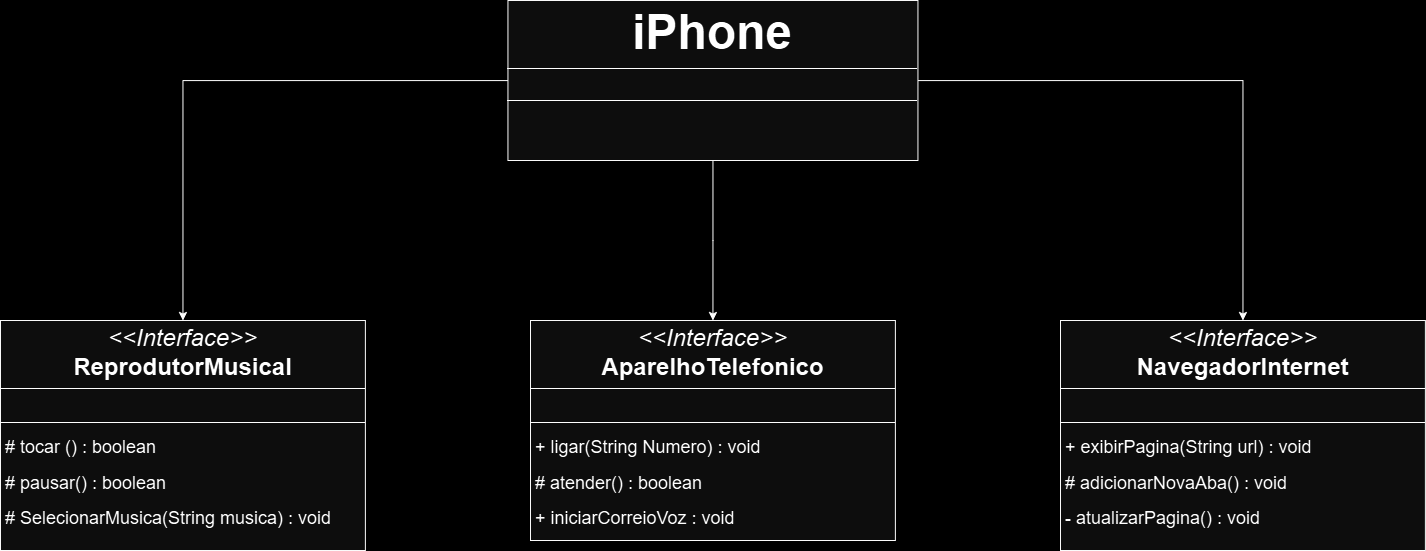 iPhone
<<Interface>>
ReprodutorMusical
# tocar () : boolean
# pausar() : boolean
# SelecionarMusica(String musica) : void
<<Interface>>
AparelhoTelefonico
+ ligar(String Numero) : void
# atender() : boolean
+ iniciarCorreioVoz : void
<<Interface>>
NavegadorInternet
+ exibirPagina(String url) : void
# adicionarNovaAba() : void
- atualizarPagina() : void